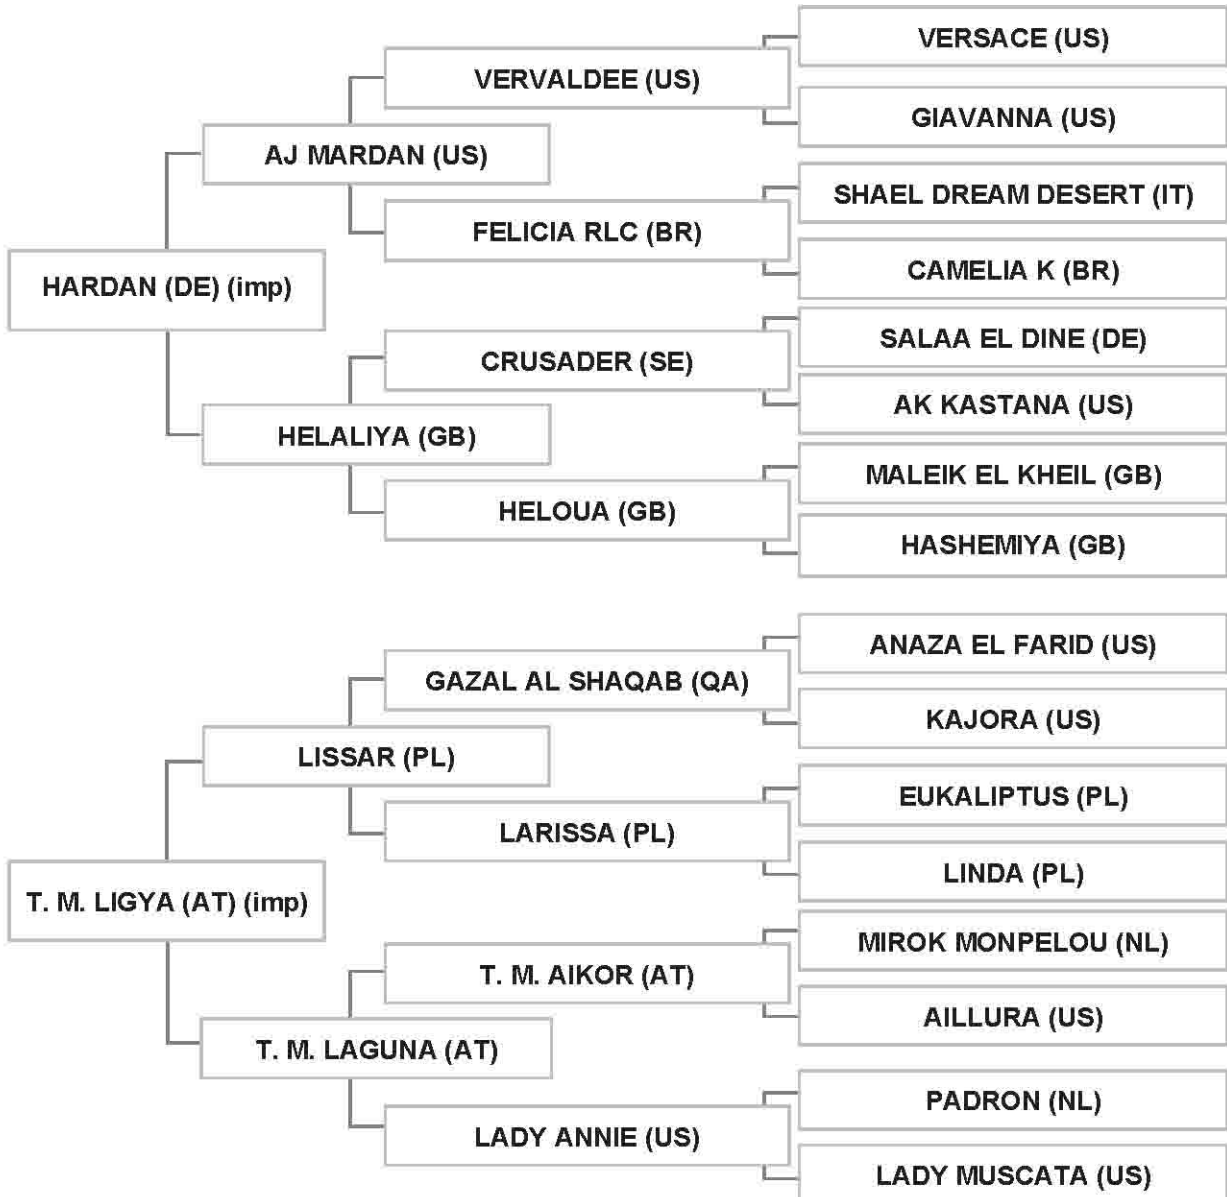 VERSACE (US)
VERVALDEE (US)
GIAVANNA (US)
AJ MARDAN (US)
SHAEL DREAM DESERT (IT)
FELICIA RLC (BR)
CAMELIA K (BR)
HARDAN (DE) (imp)
SALAA EL DINE (DE)
CRUSADER (SE)
AK KASTANA (US)
HELALIYA (GB)
MALEIK EL KHEIL (GB)
HELOUA (GB)
HASHEMIYA (GB)
ANAZA EL FARID (US)
GAZAL AL SHAQAB (QA)
KAJORA (US)
LISSAR (PL)
EUKALIPTUS (PL)
LARISSA (PL)
LINDA (PL)
T. M. LIGYA (AT) (imp)
MIROK MONPELOU (NL)
T. M. AIKOR (AT)
AILLURA (US)
T. M. LAGUNA (AT)
PADRON (NL)
LADY ANNIE (US)
LADY MUSCATA (US)